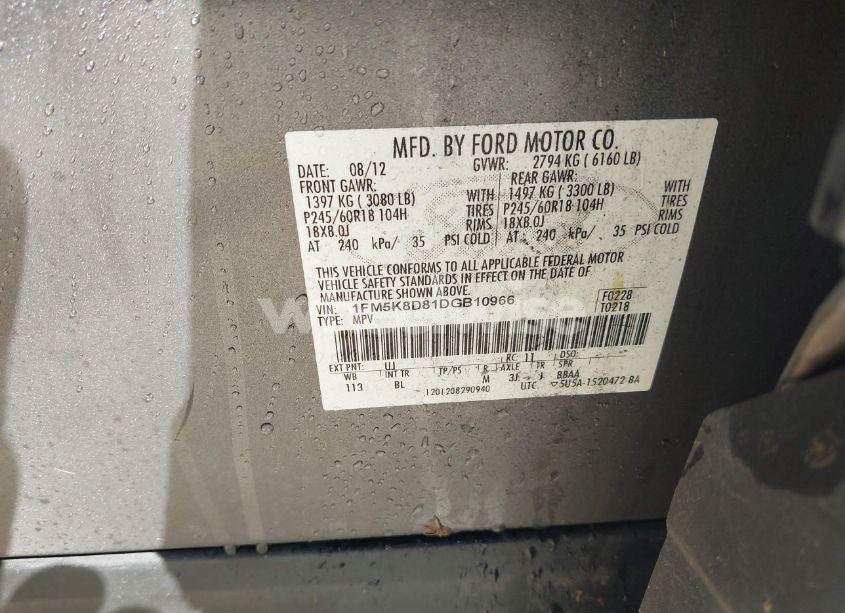 MFD. BY FORD MOTOR CO.
DATE: 08/12 GVWR: 2794 KG ( 6160 LB)
FRONT GAWR: REAR GAWR:
1397 KG ( 3080 LB) WITH 1497 KG ( 3300 LB) WITH
P245/60R18 104H TIRES P245/60R18 104H TIRES
18X8.0J RIMS 18X8.0J RIMS
AT 240 kPa/ 35 PSI COLD AT 240 kPa/ 35 PSI COLD
THIS VEHICLE CONFORMS TO ALL APPLICABLE FEDERAL MOTOR
VEHICLE SAFETY STANDARDS IN EFFECT ON THE DATE OF
MANUFACTURE SHOWN ABOVE.
VIN: 1FM5K8D81DGB10966 F0228
TYPE: MPV T0218
EXT PNT: UJ RC: 11 DSO:
WB INT TR TP/PS R AXLE TR SPR
113 BL M 3J BBAA
1201208290940 UTC ▽5U5A-1520472-BA